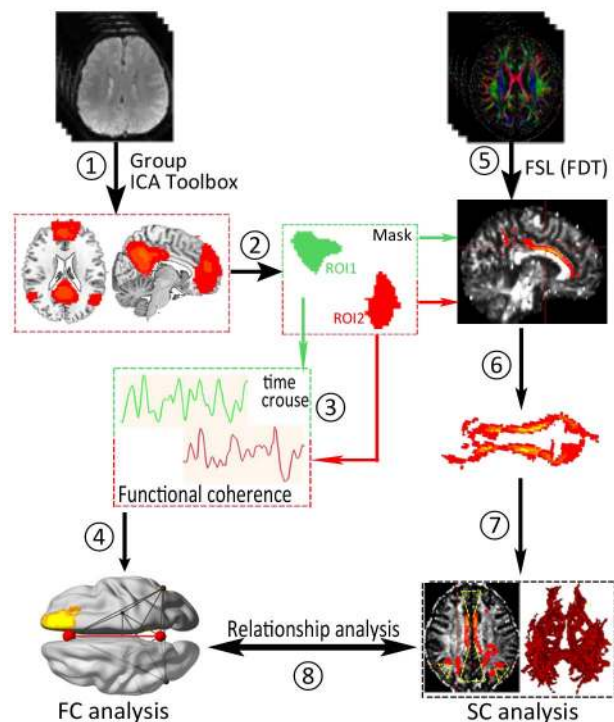 ①
Group
ICA Toolbox
⑤
FSL (FDT)
②
Mask
ROI1
ROI2
time
crouse
③
Functional coherence
⑥
④
⑦
Relationship analysis
⑧
FC analysis
SC analysis